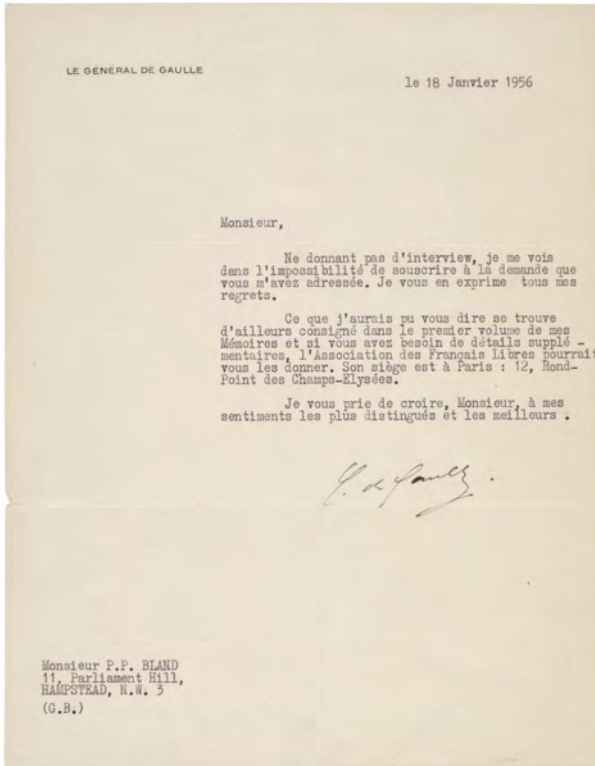 LE GÉNÉRAL DE GAULLE
le 18 Janvier 1956
Monsieur,
Ne donnant pas d'interview, je me vois
dans l'impossibilité de souscrire à la demande que
vous m'avez adressée. Je vous en exprime tous mes
regrets.
Ce que j'aurais pu vous dire se trouve
d'ailleurs consigné dans le premier volume de mes
Mémoires et si vous avez besoin de détails supplé -
mentaires, l'Association des Français Libres pourrait
vous les donner. Son siège est à Paris : 12, Rond-
Point des Champs-Elysées.
Je vous prie de croire, Monsieur, à mes
sentiments les plus distingués et les meilleurs .
C. de Gaulle.
Monsieur P.P. BLAND
11, Parliament Hill,
HAMPSTEAD, N.W. 3
(G.B.)